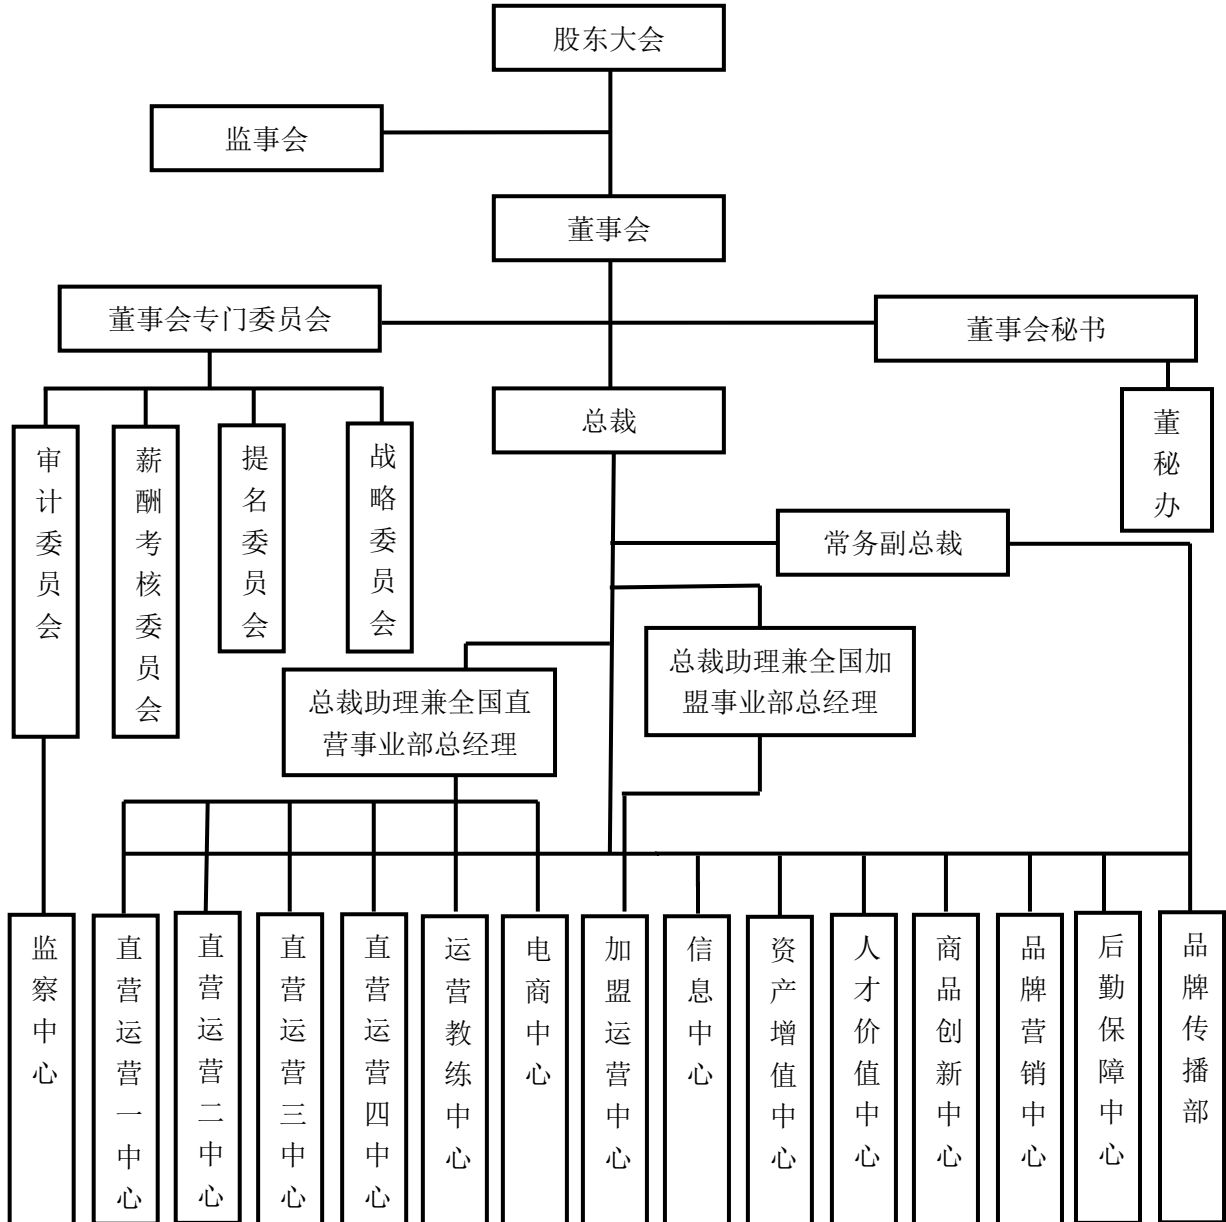 股东大会
监事会
董事会
董事会专门委员会
董事会秘书
总裁
董秘办
审计委员会
薪酬考核委员会
提名委员会
战略委员会
常务副总裁
总裁助理兼全国加
盟事业部总经理
总裁助理兼全国直
营事业部总经理
监察中心
直营运营一中心
直营运营二中心
直营运营三中心
直营运营四中心
运营教练中心
电商中心
加盟运营中心
信息中心
资产增值中心
人才价值中心
商品创新中心
品牌营销中心
后勤保障中心
品牌传播部